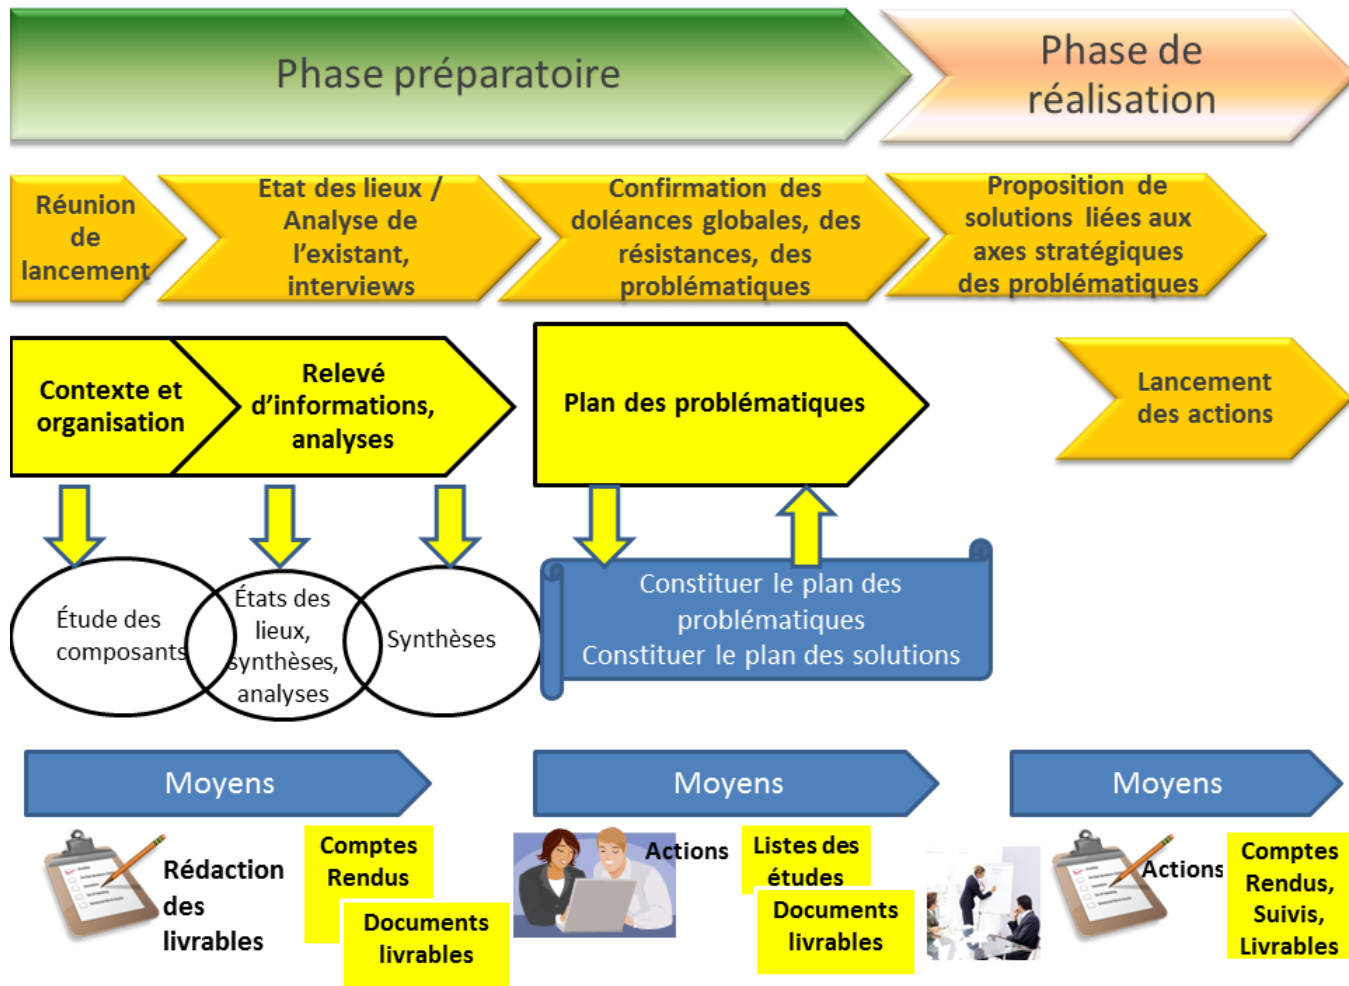 Phase préparatoire
Phase de
réalisation
Réunion
de
lancement
Etat des lieux /
Analyse de
l’existant,
interviews
Confirmation des
doléances globales, des
résistances, des
problématiques
Proposition de
solutions liées aux
axes stratégiques
des problématiques
Contexte et
organisation
Relevé
d’informations,
analyses
Plan des problématiques
Lancement
des actions
Étude des
composants
États des
lieux,
synthèses,
analyses
Synthèses
Constituer le plan des
problématiques
Constituer le plan des solutions
Moyens
Moyens
Moyens
Rédaction
des
livrables
Comptes
Rendus
Documents
livrables
Actions
Listes des
études
Documents
livrables
Actions
Comptes
Rendus,
Suivis,
Livrables